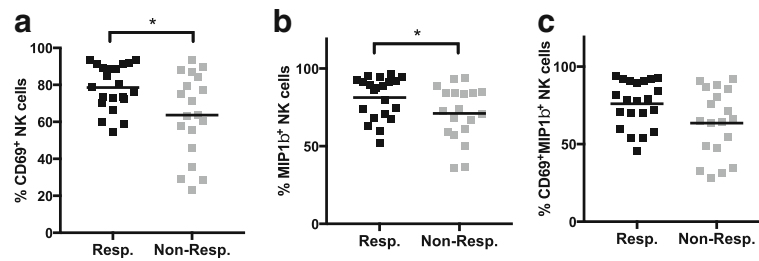 a
*
% CD69⁺ NK cells
100
80
60
40
20
0
Resp.
Non-Resp.
b
*
% MIP1b⁺ NK cells
100
50
0
Resp.
Non-Resp.
c
% CD69⁺MIP1b⁺ NK cells
100
50
0
Resp.
Non-Resp.